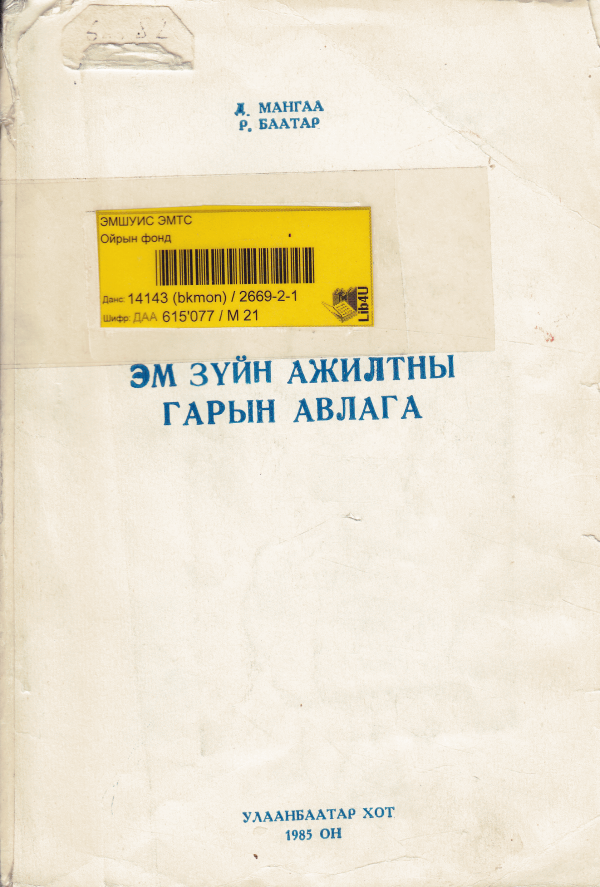 Д. МАНГАА
Р. БААТАР
ЭМШУИС ЭМТС
Ойрын фонд
Данс: 14143 (bkmon) / 2669-2-1
Шифр: ДАА 615'077 / М 21
Lib4U
ЭМ ЗҮЙН АЖИЛТНЫ
ГАРЫН АВЛАГА
УЛААНБААТАР ХОТ
1985 ОН